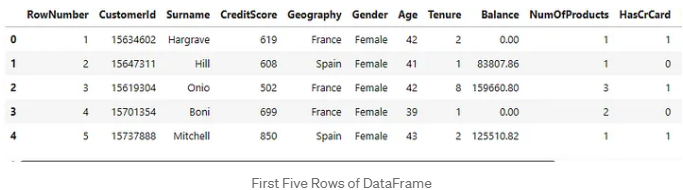 RowNumber CustomerId Surname CreditScore Geography Gender Age Tenure Balance NumOfProducts HasCrCard
0 1 15634602 Hargrave 619 France Female 42 2 0.00 1 1
1 2 15647311 Hill 608 Spain Female 41 1 83807.86 1 0
2 3 15619304 Onio 502 France Female 42 8 159660.80 3 1
3 4 15701354 Boni 699 France Female 39 1 0.00 2 0
4 5 15737888 Mitchell 850 Spain Female 43 2 125510.82 1 1
First Five Rows of DataFrame